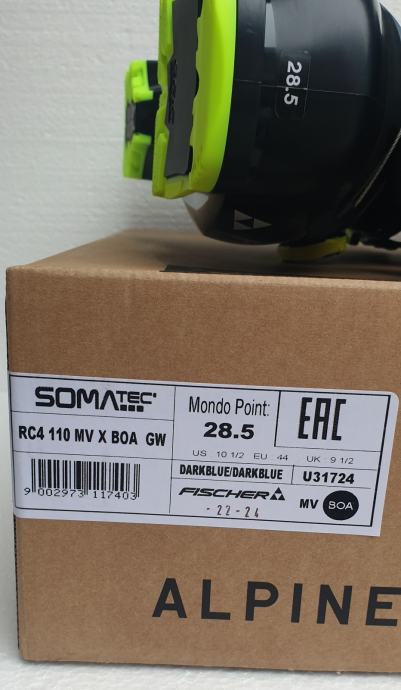 28.5
SOMATEC
RC4 110 MV X BOA GW
9 002973 117403
Mondo Point:
28.5
EAC
US 10 1/2 EU 44 UK 9 1/2
DARKBLUE/DARKBLUE
U31724
FISCHER
- 22-24
MV BOA
ALPINE